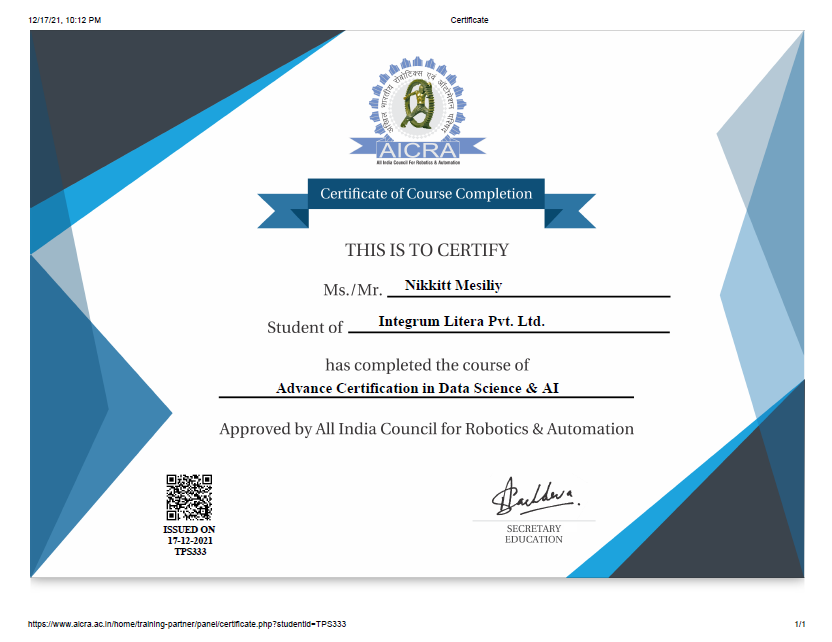 12/17/21, 10:12 PM Certificate
अखिल भारतीय रोबोटिक्स एवं ऑटोमेशन परिषद
AICRA
All India Council For Robotics & Automation
Certificate of Course Completion
THIS IS TO CERTIFY
Ms./Mr. Nikkitt Mesiliy
Student of Integrum Litera Pvt. Ltd.
has completed the course of
Advance Certification in Data Science & AI
Approved by All India Council for Robotics & Automation
ISSUED ON
17-12-2021
TPS333
SECRETARY
EDUCATION
https://www.aicra.ac.in/home/training-partner/panel/certificate.php?studentid=TPS333 1/1